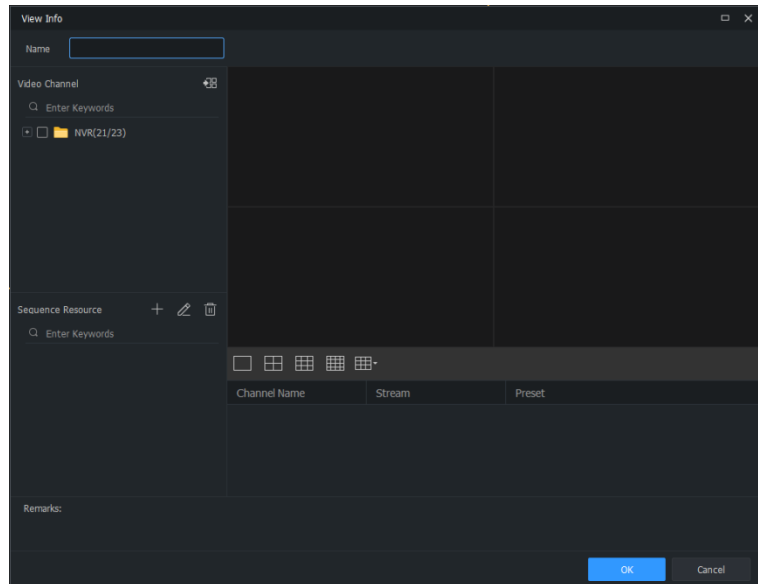 View Info
Name
Video Channel
Enter Keywords
NVR(21/23)
Sequence Resource
Enter Keywords
Channel Name Stream Preset
Remarks:
OK Cancel